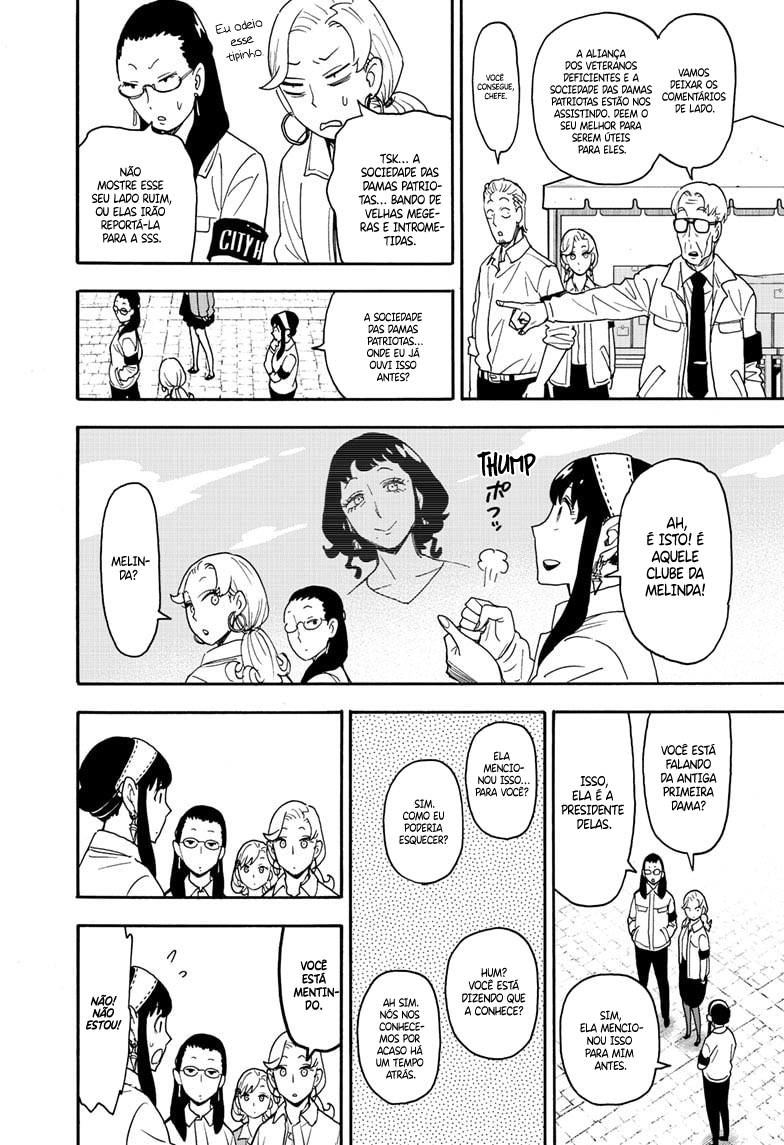 VAMOS
DEIXAR OS
COMENTÁRIOS
DE LADO.
A ALIANÇA
DOS VETERANOS
DEFICIENTES E A
SOCIEDADE DAS DAMAS
PATRIOTAS ESTÃO NOS
ASSISTINDO. DEEM O
SEU MELHOR PARA
SEREM ÚTEIS
PARA ELES.
VOCÊ
CONSEGUE,
CHEFE.
Eu odeio
esse
tipinho.
TSK... A
SOCIEDADE DAS
DAMAS PATRIO-
TAS... BANDO DE
VELHAS MEGE-
RAS E INTROME-
TIDAS.
NÃO
MOSTRE ESSE
SEU LADO RUIM,
OU ELAS IRÃO
REPORTÁ-LA
PARA A SSS.
CITY H
A SOCIEDADE
DAS DAMAS
PATRIOTAS...
ONDE EU JÁ
OUVI ISSO
ANTES?
AH,
É ISTO! É
AQUELE
CLUBE DA
MELINDA!
THUMP
ポンッ
MELIN-
DA?
VOCÊ ESTÁ
FALANDO
DA ANTIGA
PRIMEIRA
DAMA?
ISSO,
ELA É A
PRESIDENTE
DELAS.
SIM,
ELA MENCIO-
NOU ISSO
PARA MIM
ANTES.
ELA
MENCIO-
NOU ISSO...
PARA VOCÊ?
SIM.
COMO EU
PODERIA
ESQUECER?
HUM?
VOCÊ ESTÁ
DIZENDO QUE
A CONHECE?
AH SIM.
NÓS NOS
CONHECE-
MOS POR
ACASO HÁ
UM TEMPO
ATRÁS.
VOCÊ
ESTÁ
MENTIN-
DO.
NÃO!
NÃO
ESTOU!